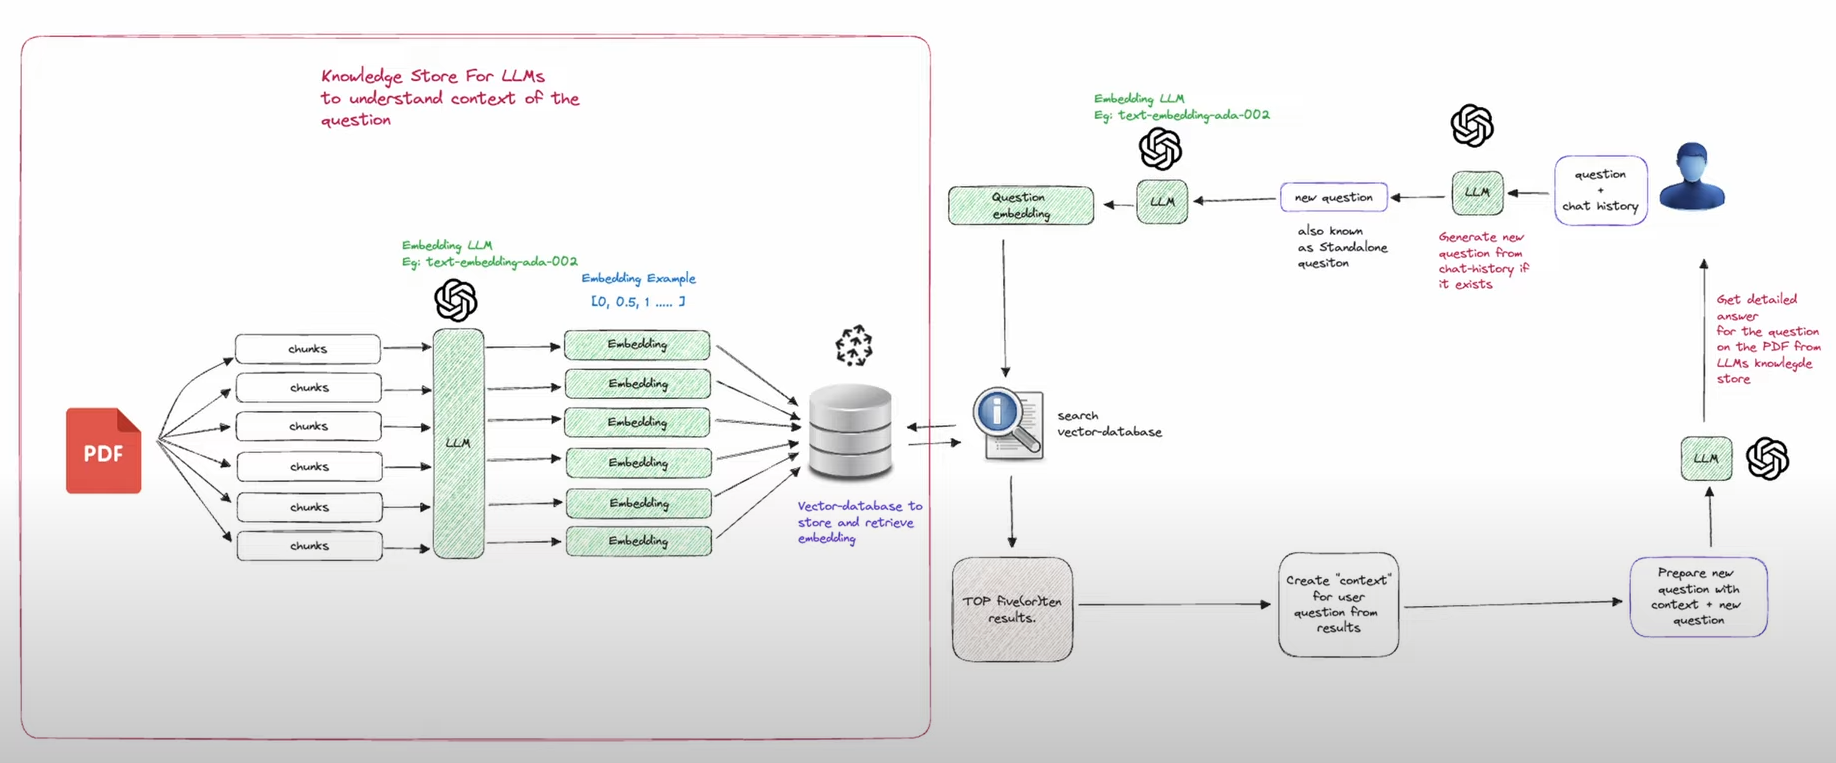 Knowledge Store For LLMs
to understand context of the
question
Embedding LLM
Eg: text-embedding-ada-002
Embedding Example
[0, 0.5, 1 ..... ]
PDF
chunks
chunks
chunks
chunks
chunks
chunks
LLM
Embedding
Embedding
Embedding
Embedding
Embedding
Embedding
Vector-database to
store and retrieve
embedding
Embedding LLM
Eg: text-embedding-ada-002
question
+
chat history
LLM
Generate new
question from
chat-history if
it exists
new question
also known
as Standalone
quesiton
LLM
Question
embedding
search
vector-database
TOP five(or)ten
results.
Create "context"
for user
question from
results
Prepare new
question with
context + new
question
LLM
Get detailed
answer
for the question
on the PDF from
LLMs knowlegde
store